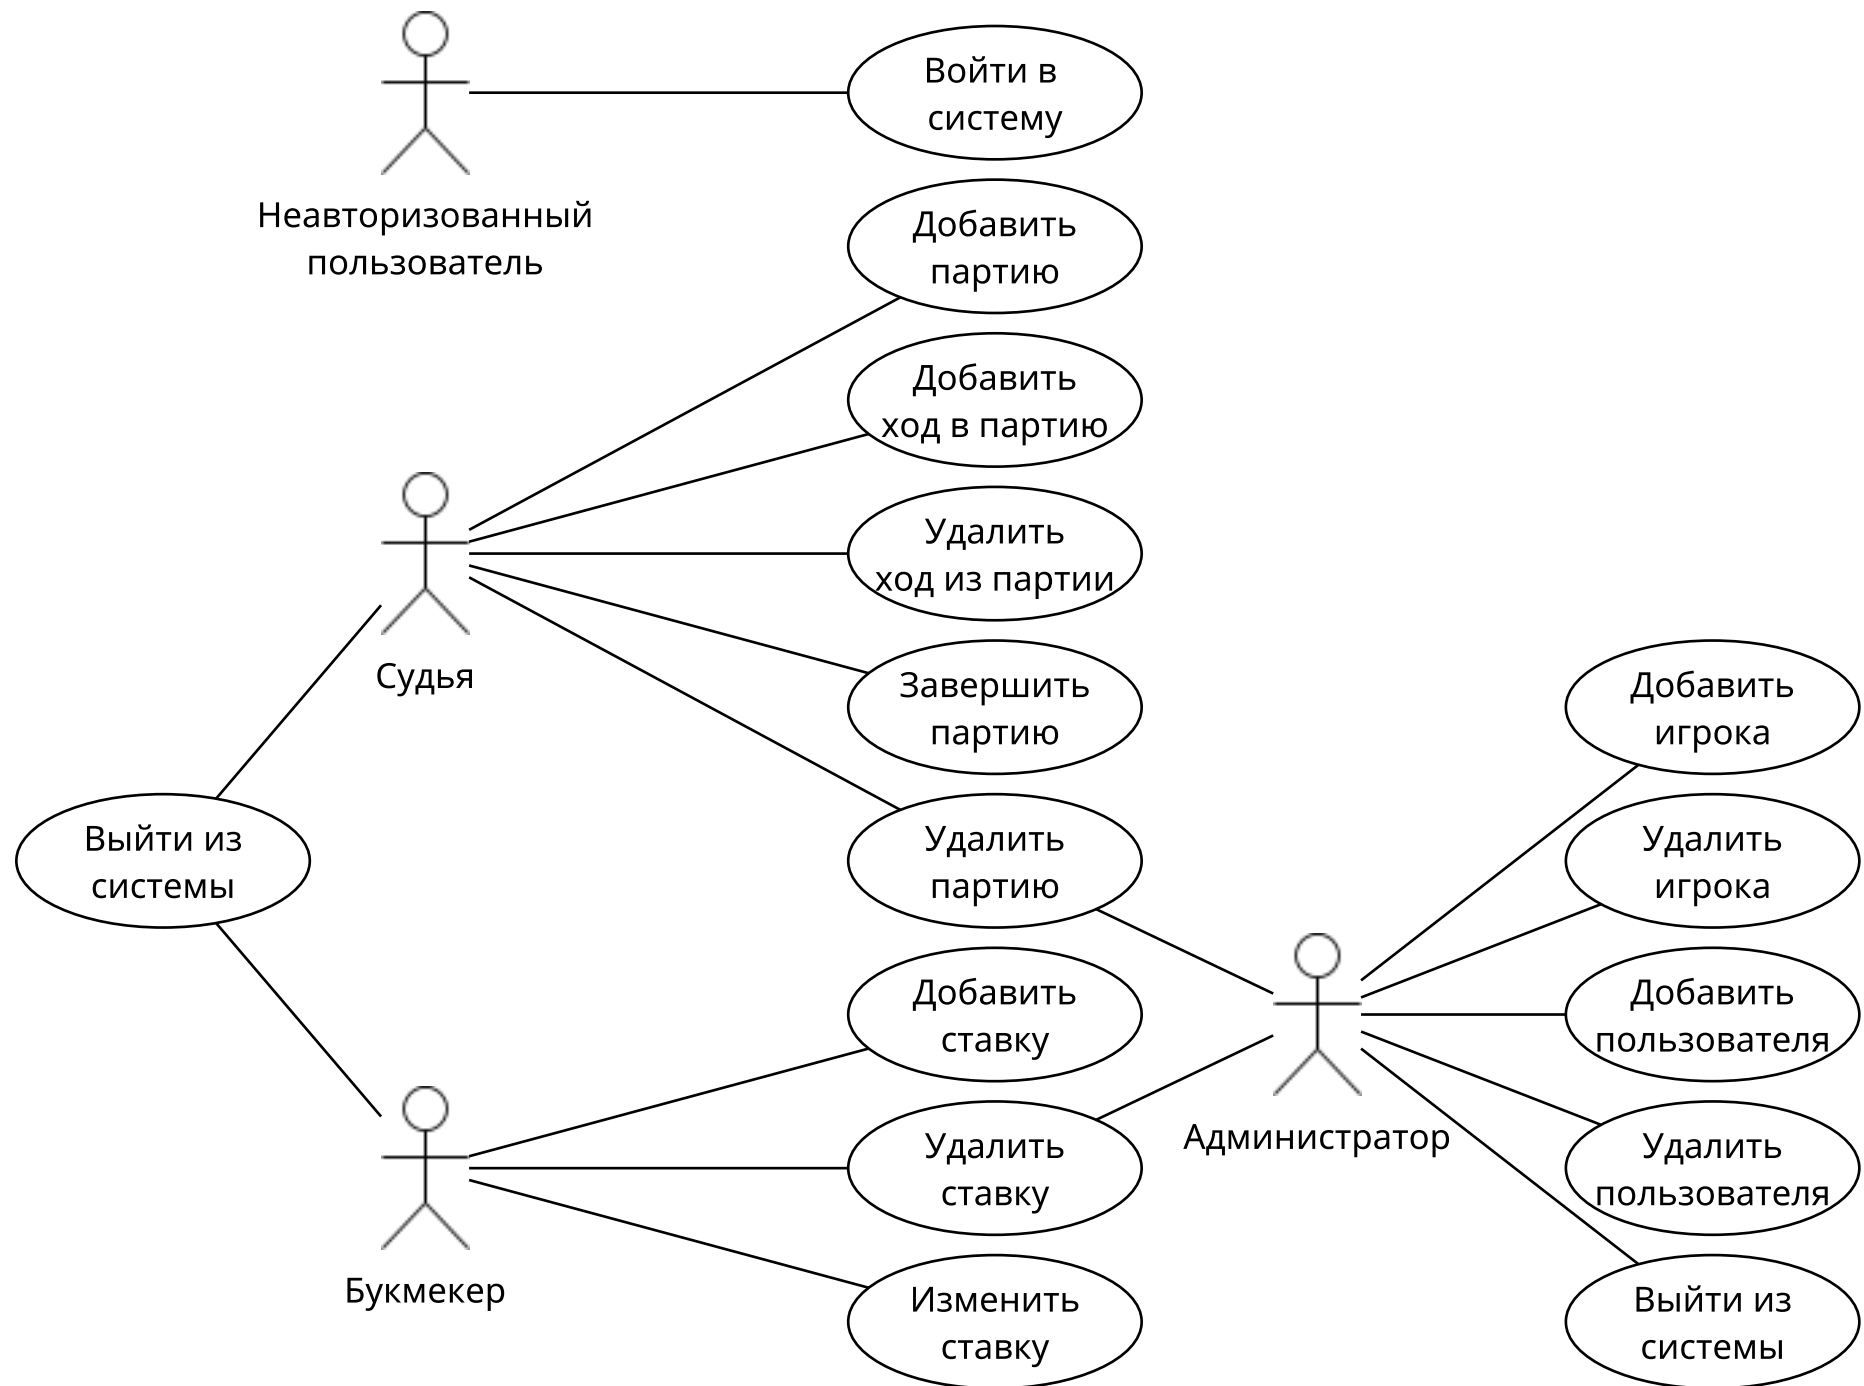 Войти в
систему
Неавторизованный
пользователь
Добавить
партию
Добавить
ход в партию
Удалить
ход из партии
Судья
Завершить
партию
Добавить
игрока
Выйти из
системы
Удалить
партию
Удалить
игрока
Добавить
ставку
Добавить
пользователя
Администратор
Удалить
ставку
Удалить
пользователя
Букмекер
Изменить
ставку
Выйти из
системы